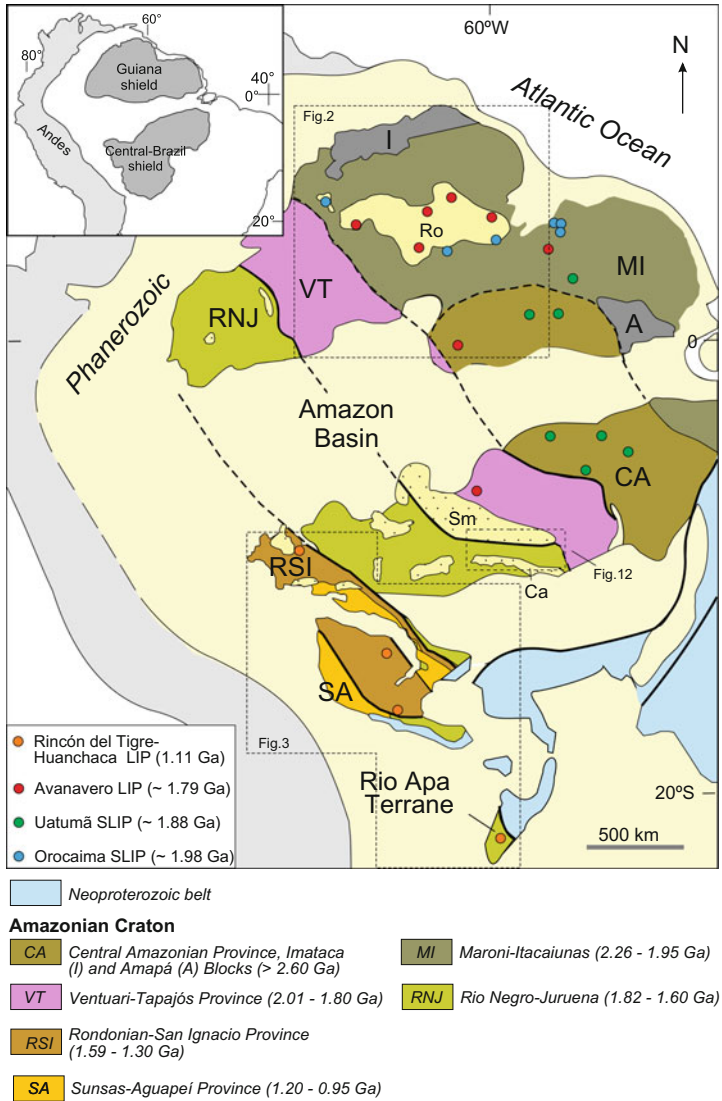 60°
80°
Guiana
shield
40°
0°
Andes
Central-Brazil
shield
20°
60ºW
N
Atlantic Ocean
Fig.2
I
Ro
MI
VT
RNJ
A
0
Phanerozoic
Amazon
Basin
CA
Sm
RSI
Fig.12
Ca
SA
Fig.3
Rio Apa
Terrane
20°S
500 km
Rincón del Tigre-
Huanchaca LIP (1.11 Ga)
Avanavero LIP (~ 1.79 Ga)
Uatumã SLIP (~ 1.88 Ga)
Orocaima SLIP (~ 1.98 Ga)
Neoproterozoic belt
Amazonian Craton
CA Central Amazonian Province, Imataca
(I) and Amapá (A) Blocks (> 2.60 Ga)
MI Maroni-Itacaiunas (2.26 - 1.95 Ga)
VT Ventuari-Tapajós Province (2.01 - 1.80 Ga)
RNJ Rio Negro-Juruena (1.82 - 1.60 Ga)
RSI Rondonian-San Ignacio Province
(1.59 - 1.30 Ga)
SA Sunsas-Aguapeí Province (1.20 - 0.95 Ga)